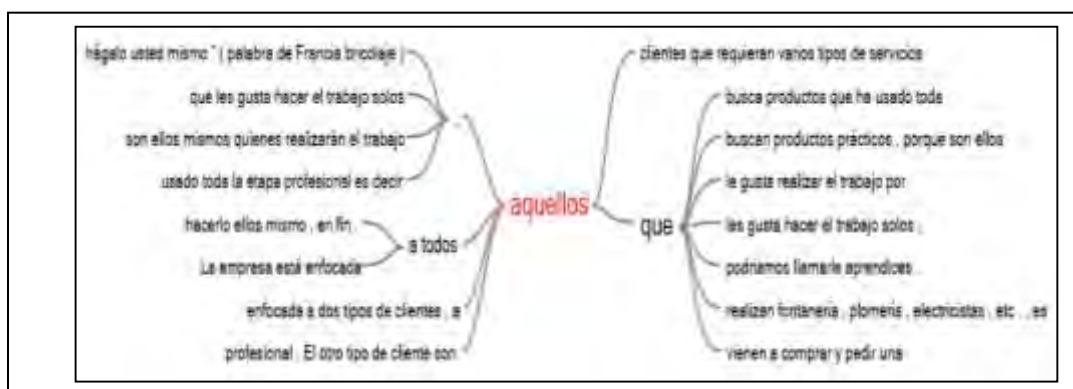 hágalo usted mismo " ( palabra de Francia bricolaje )
que les gusta hacer el trabajo solos
son ellos mismos quienes realizarán el trabajo
usado toda la etapa profesional es decir
.
hacerlo ellos mismo , en fin
La empresa está enfocada
a todos
enfocada a dos tipos de clientes , a
profesional . El otro tipo de cliente son
aquellos
clientes que requieran varios tipos de servicios
que
busca productos que ha usado toda
buscan productos prácticos , porque son ellos
le gusta realizar el trabajo por
les gusta hacer el trabajo solos ,
podríamos llamarle aprendices .
realizan fontanería , plomería , electricistas , etc . , es
vienen a comprar y pedir una